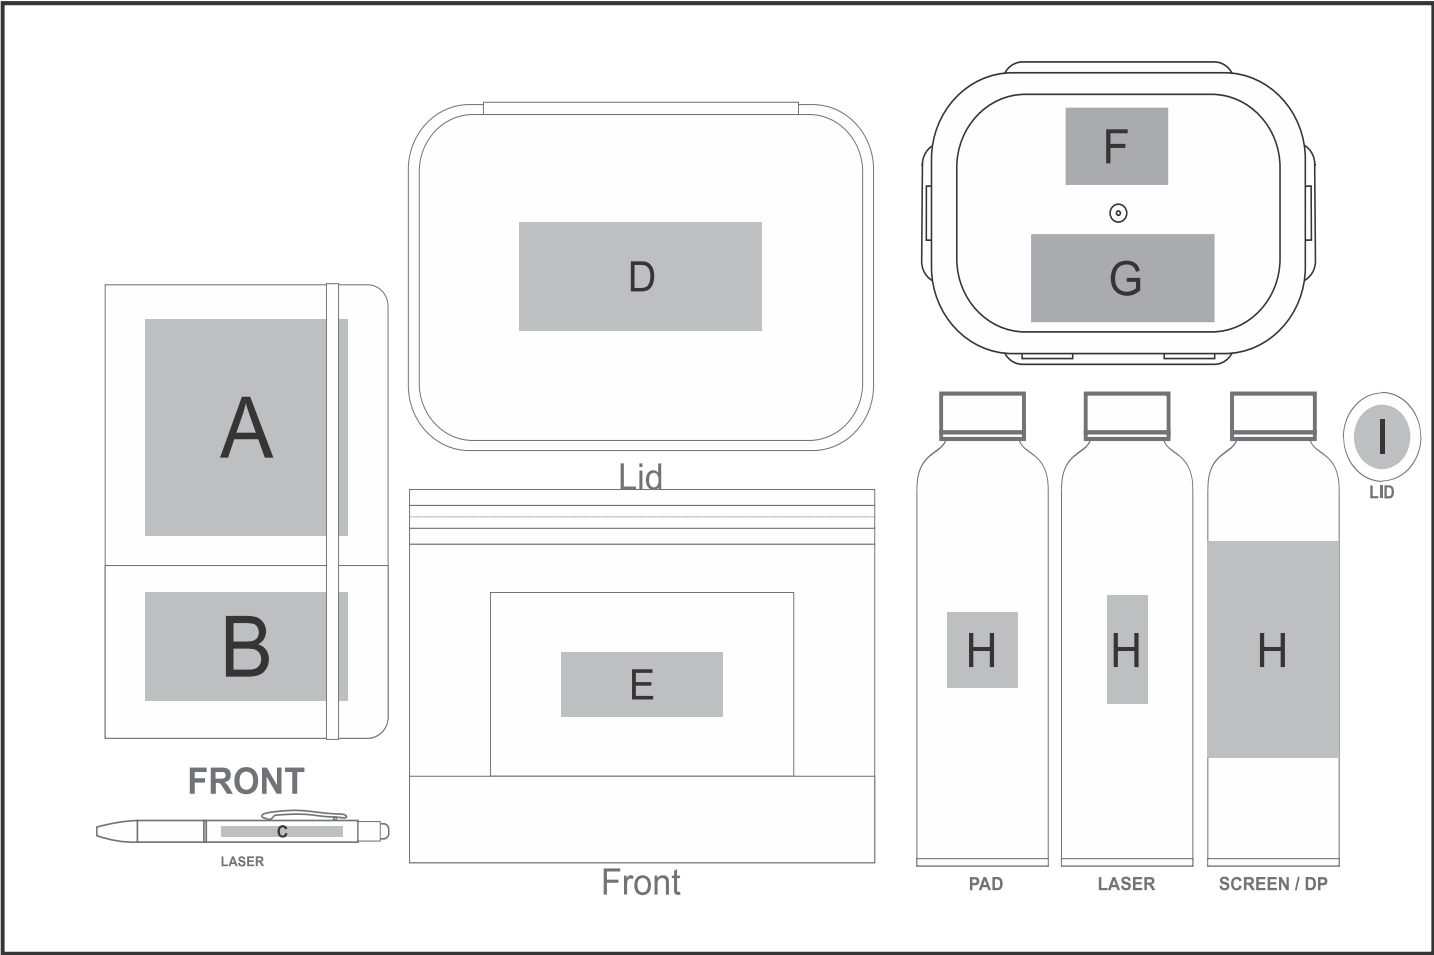 A
B
FRONT
C
LASER
D
Lid
E
Front
F
G
H
PAD
H
LASER
H
SCREEN / DP
I
LID